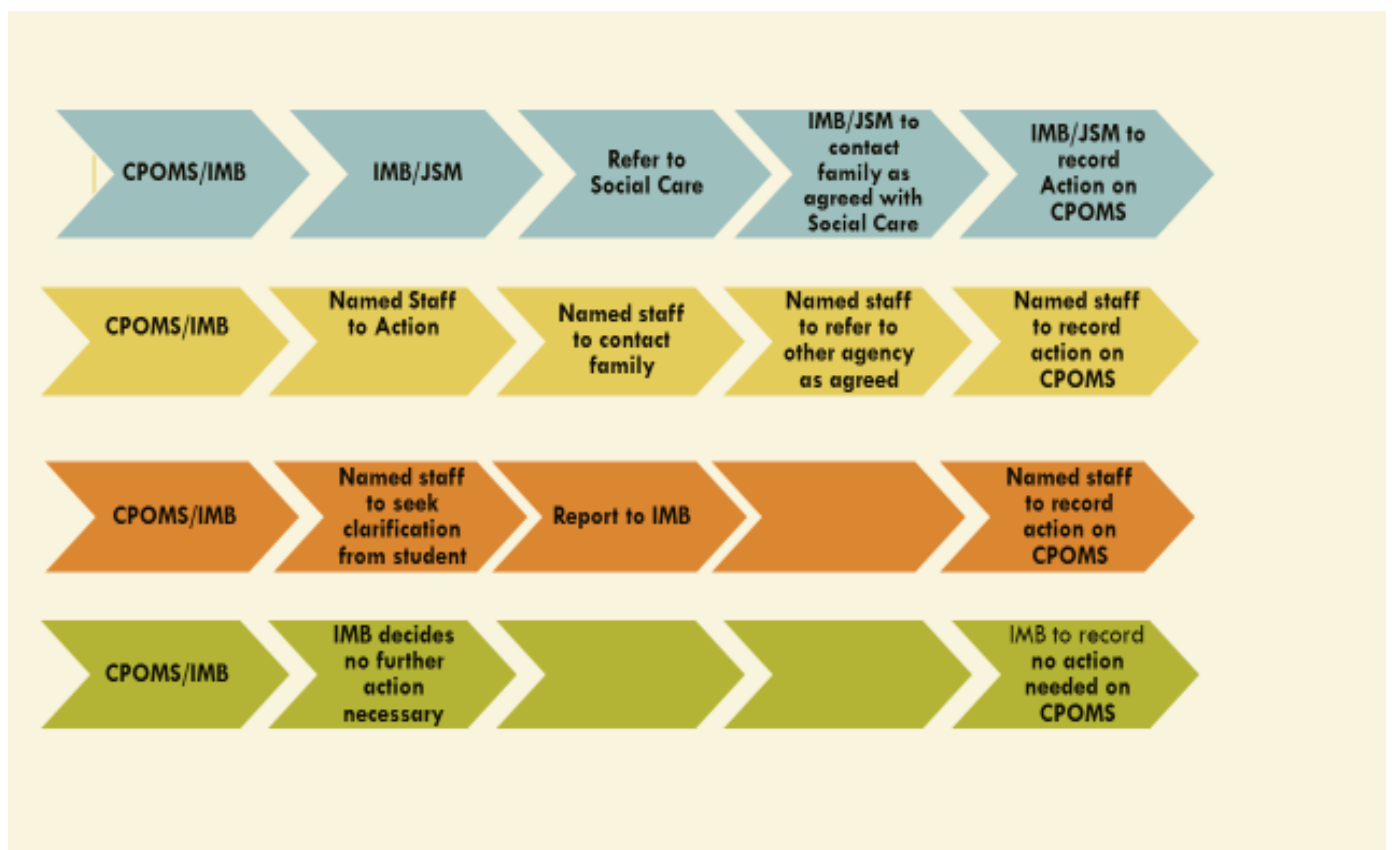 CPOMS/IMB
IMB/JSM
Refer to
Social Care
IMB/JSM to
contact
family as
agreed with
Social Care
IMB/JSM to
record
Action on
CPOMS
CPOMS/IMB
Named Staff
to Action
Named staff
to contact
family
Named staff
to refer to
other agency
as agreed
Named staff
to record
action on
CPOMS
CPOMS/IMB
Named staff
to seek
clarification
from student
Report to IMB
Named staff
to record
action on
CPOMS
CPOMS/IMB
IMB decides
no further
action
necessary
IMB to record
no action
needed on
CPOMS